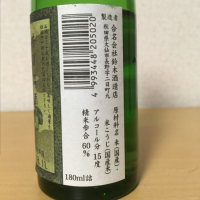 製造者
合名会社鈴木酒造店
秋田県大仙市長野字二日町九
4 993448 205020
原材料名 米(国産)、
米こうじ(国産米)
アルコール分 15度
精米歩合 60%
180ml詰